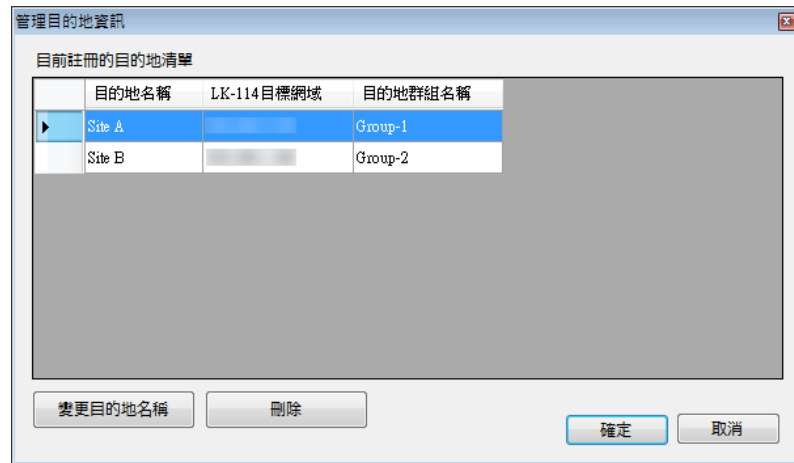 管理目的地資訊
目前註冊的目的地清單
目的地名稱 LK-114目標網域 目的地群組名稱
Site A Group-1
Site B Group-2
變更目的地名稱 刪除
確定 取消